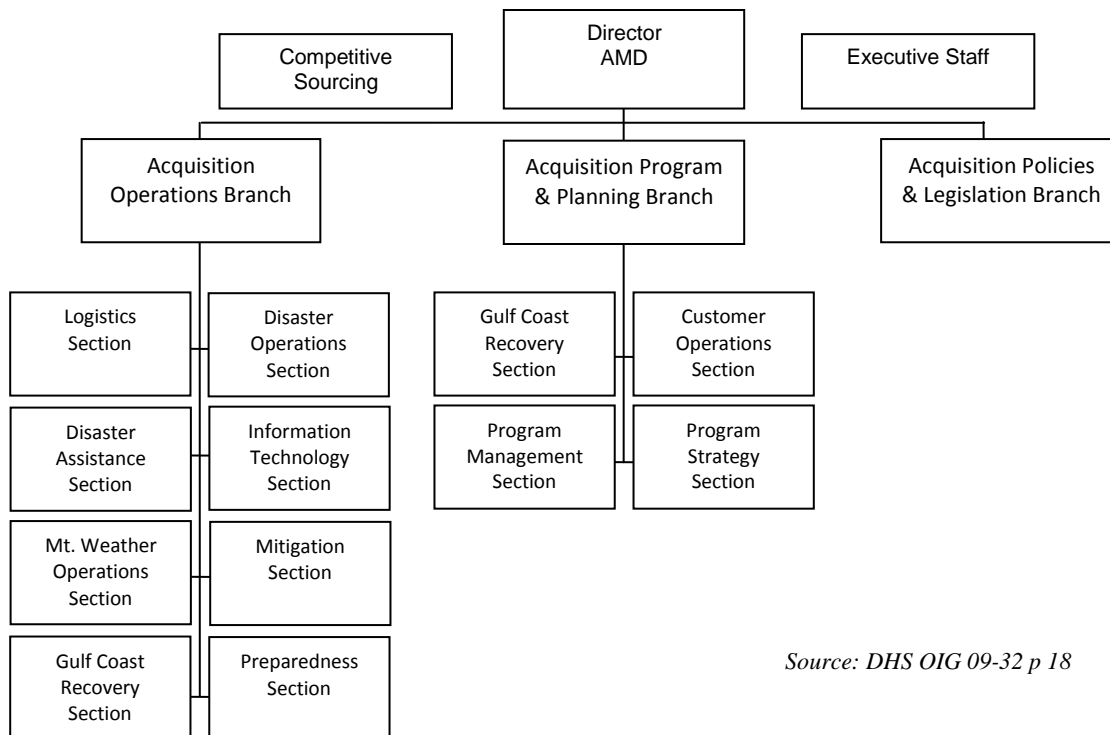 Competitive
Sourcing
Director
AMD
Executive Staff
Acquisition
Operations Branch
Acquisition Program
& Planning Branch
Acquisition Policies
& Legislation Branch
Logistics
Section
Disaster
Operations
Section
Gulf Coast
Recovery
Section
Customer
Operations
Section
Disaster
Assistance
Section
Information
Technology
Section
Program
Management
Section
Program
Strategy
Section
Mt. Weather
Operations
Section
Mitigation
Section
Gulf Coast
Recovery
Section
Preparedness
Section
Source: DHS OIG 09-32 p 18